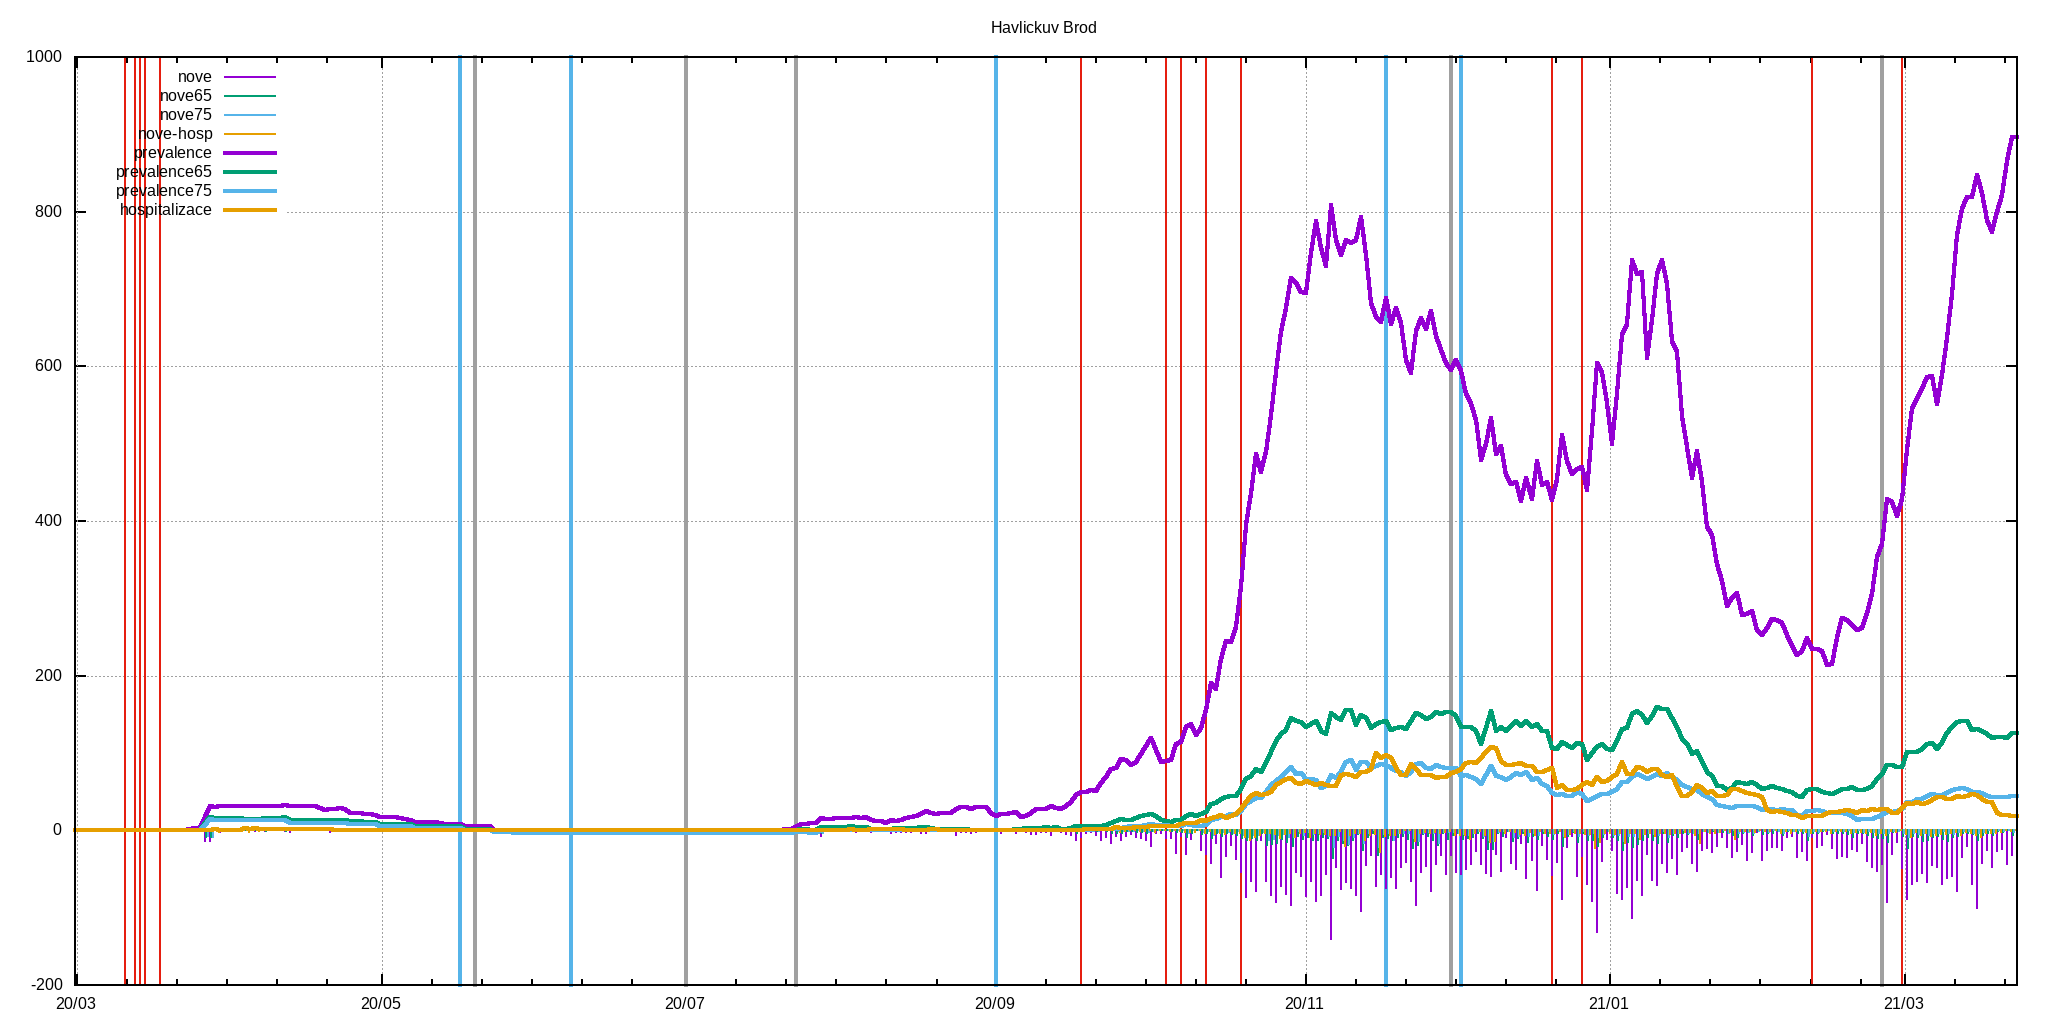 Havlickuv Brod
1000
nove
nove65
nove75
nove-hosp
prevalence
prevalence65
prevalence75
hospitalizace
800
600
400
200
0
-200
20/03 20/05 20/07 20/09 20/11 21/01 21/03